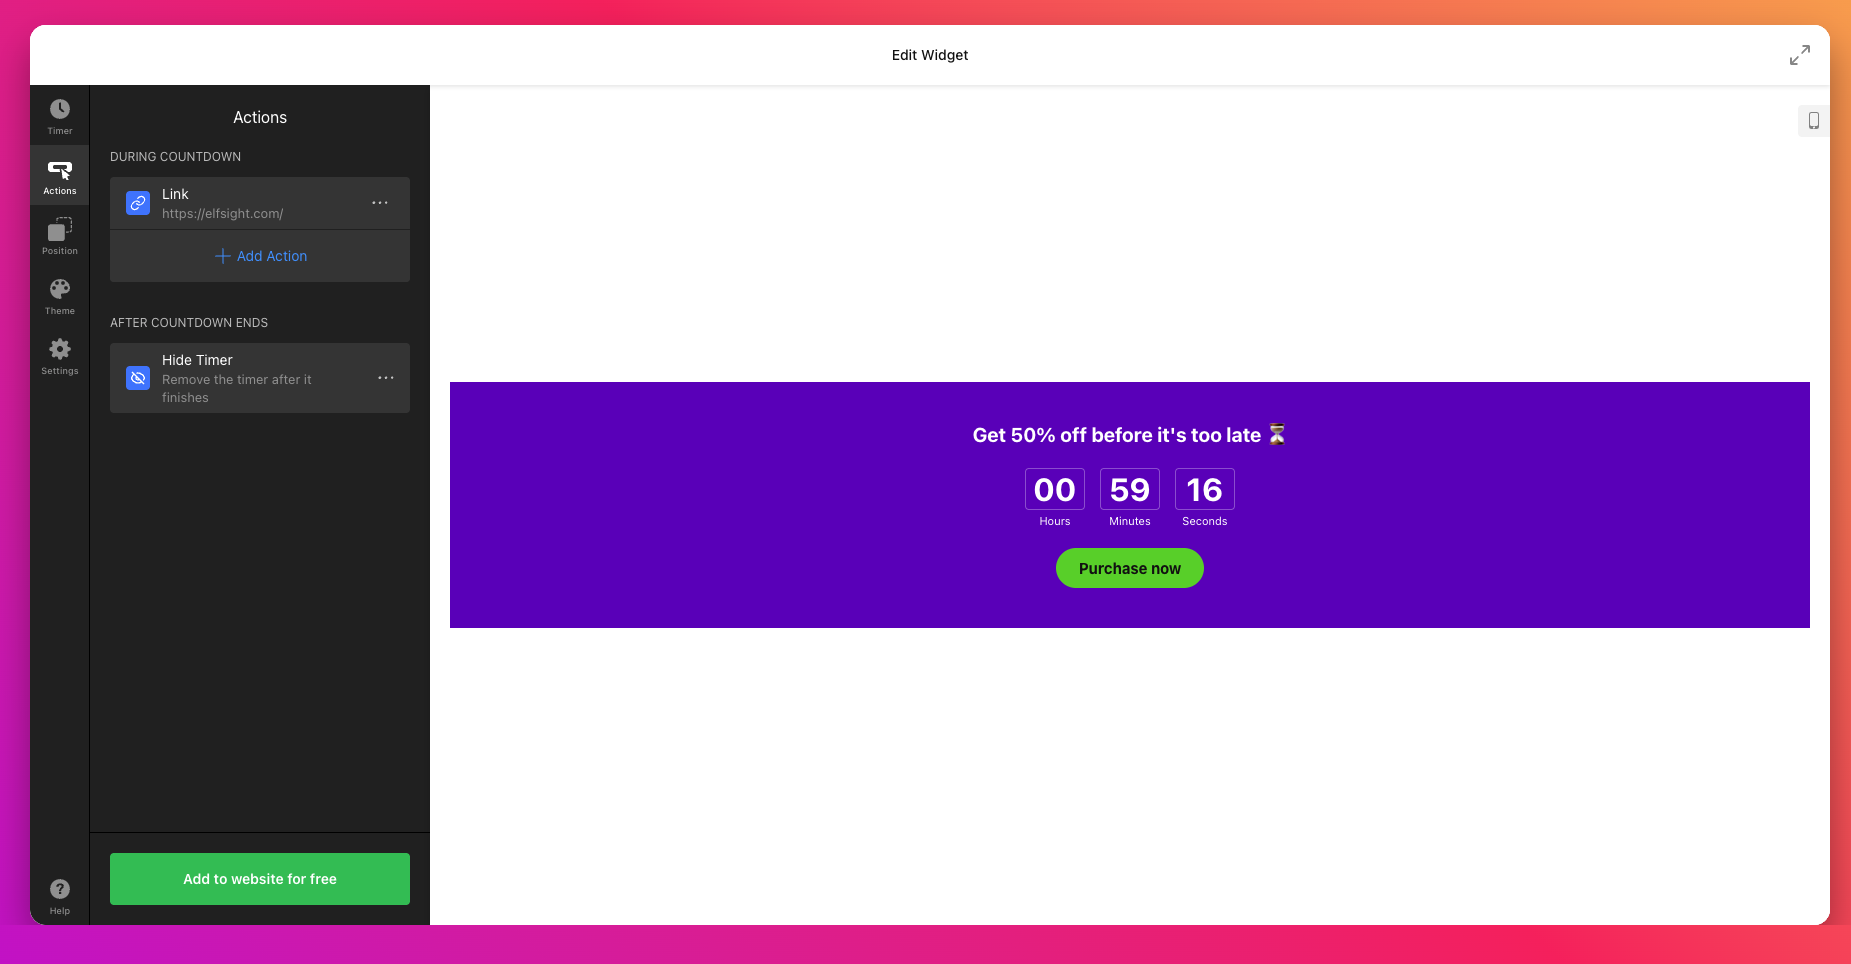 Edit Widget
Timer
Actions
Position
Theme
Settings
Help
Actions
DURING COUNTDOWN
Link
https://elfsight.com/
Add Action
AFTER COUNTDOWN ENDS
Hide Timer
Remove the timer after it
finishes
Add to website for free
Get 50% off before it's too late ⏳
00 59 16
Hours Minutes Seconds
Purchase now